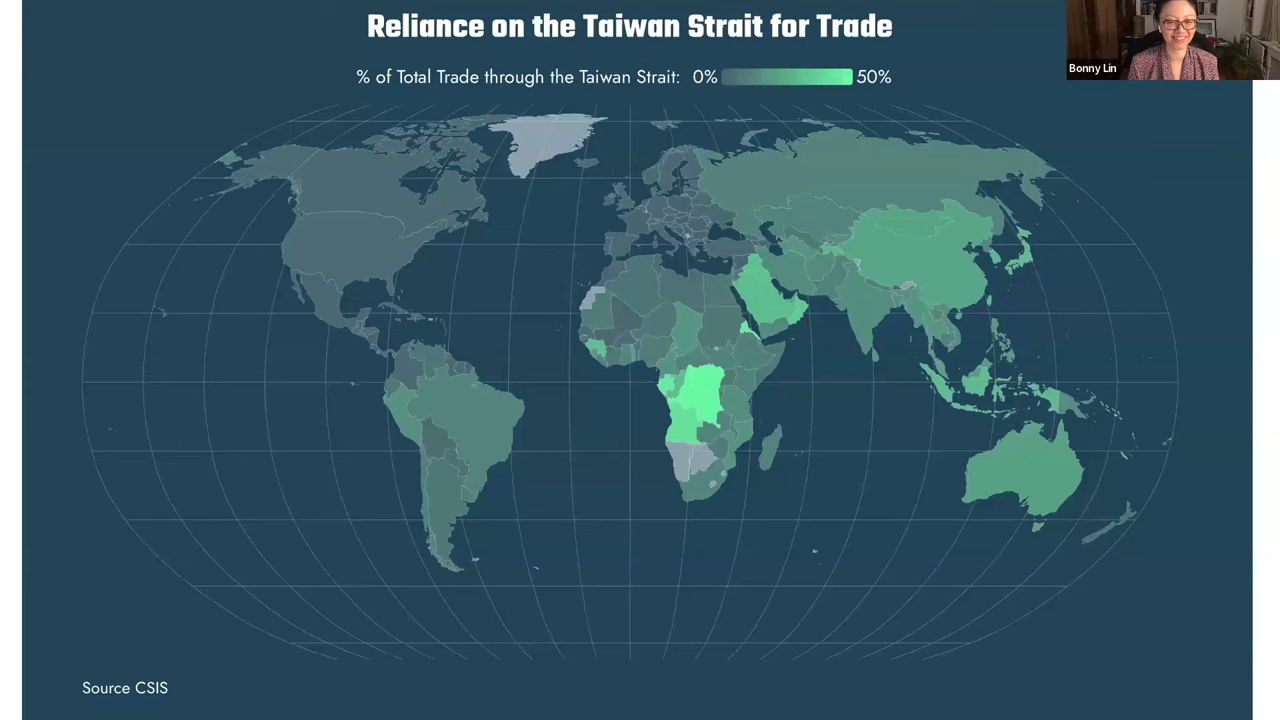 Reliance on the Taiwan Strait for Trade
% of Total Trade through the Taiwan Strait: 0% 50%
Bonny Lin
Source CSIS